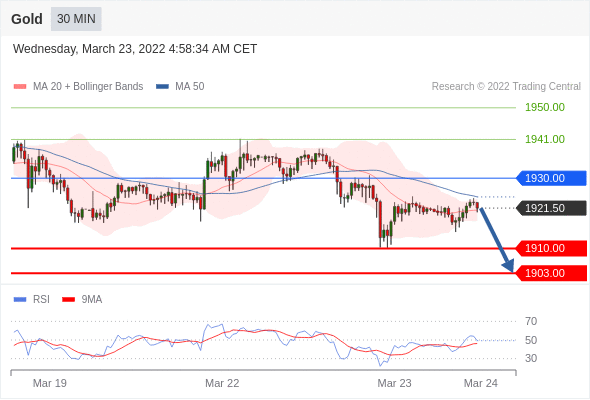 Gold 30 MIN
Wednesday, March 23, 2022 4:58:34 AM CET
MA 20 + Bollinger Bands MA 50 Research © 2022 Trading Central
1950.00
1941.00
1930.00
1921.50
1910.00
1903.00
RSI 9MA
70
50
30
Mar 19 Mar 22 Mar 23 Mar 24